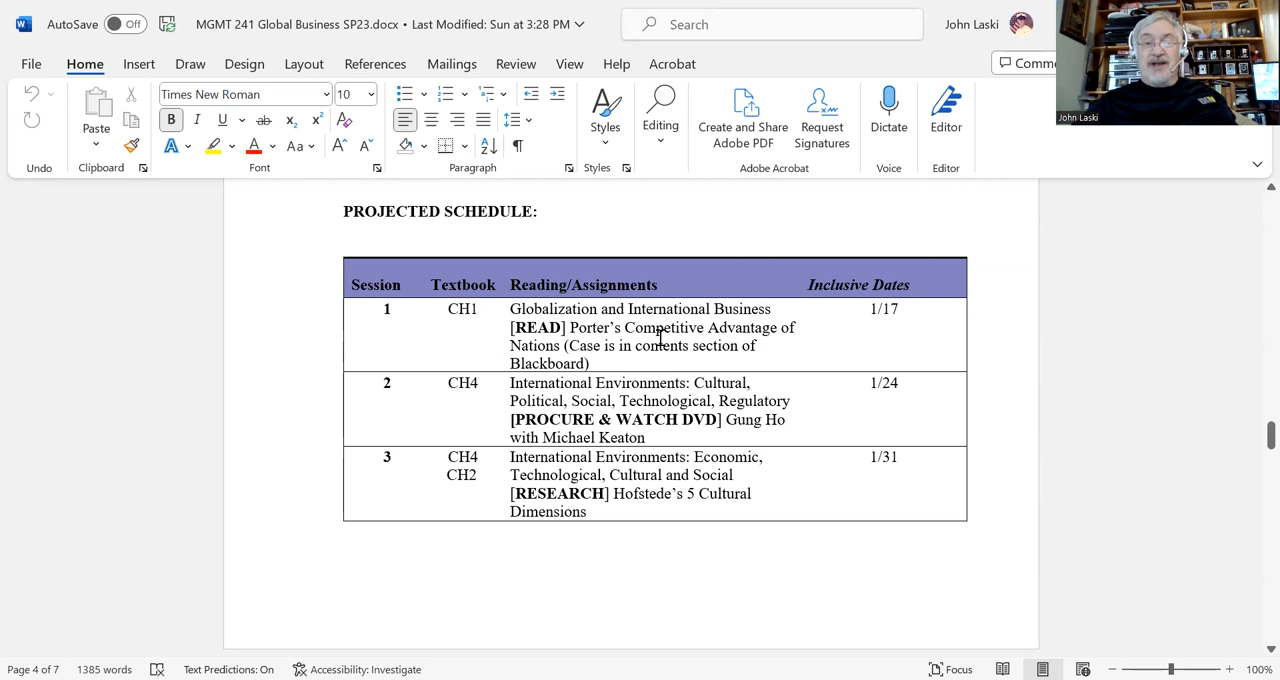 AutoSave Off MGMT 241 Global Business SP23.docx • Last Modified: Sun at 3:28 PM Search John Laski
File Home Insert Draw Design Layout References Mailings Review View Help Acrobat Comme
Times New Roman 10
Paste
Styles
Editing
Create and Share Adobe PDF
Request Signatures
Dictate
Editor
Undo Clipboard Font Paragraph Styles Adobe Acrobat Voice Editor
John Laski
PROJECTED SCHEDULE:
Session Textbook Reading/Assignments Inclusive Dates
1 CH1 Globalization and International Business 1/17
[READ] Porter's Competitive Advantage of
Nations (Case is in contents section of
Blackboard)
2 CH4 International Environments: Cultural, 1/24
Political, Social, Technological, Regulatory
[PROCURE & WATCH DVD] Gung Ho
with Michael Keaton
3 CH4 International Environments: Economic, 1/31
CH2 Technological, Cultural and Social
[RESEARCH] Hofstede's 5 Cultural
Dimensions
Page 4 of 7 1385 words Text Predictions: On Accessibility: Investigate Focus 100%